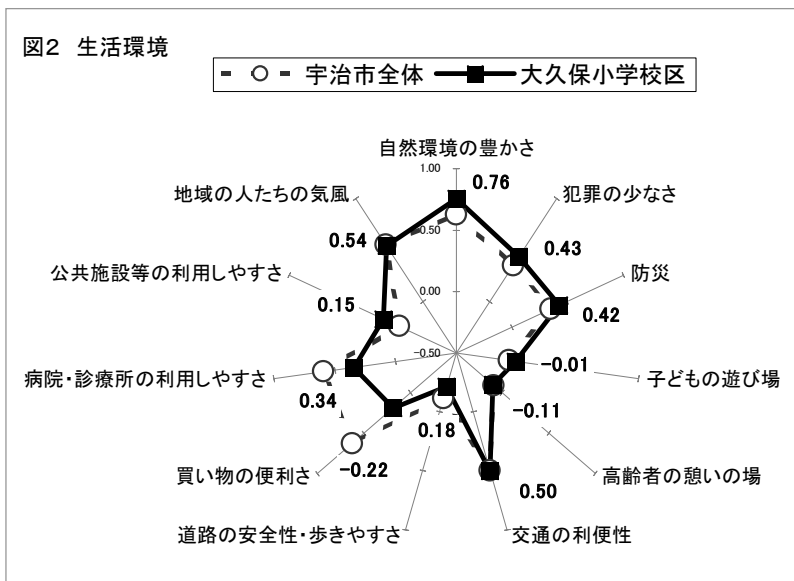 図2 生活環境
宇治市全体
大久保小学校区
自然環境の豊かさ
1.00
0.76
地域の人たちの気風
犯罪の少なさ
0.54
0.50
0.43
公共施設等の利用しやすさ
防災
0.15
0.00
0.42
病院・診療所の利用しやすさ
-0.50
-0.01
子どもの遊び場
0.34
-0.11
0.18
買い物の便利さ
-0.22
高齢者の憩いの場
0.50
道路の安全性・歩きやすさ
交通の利便性